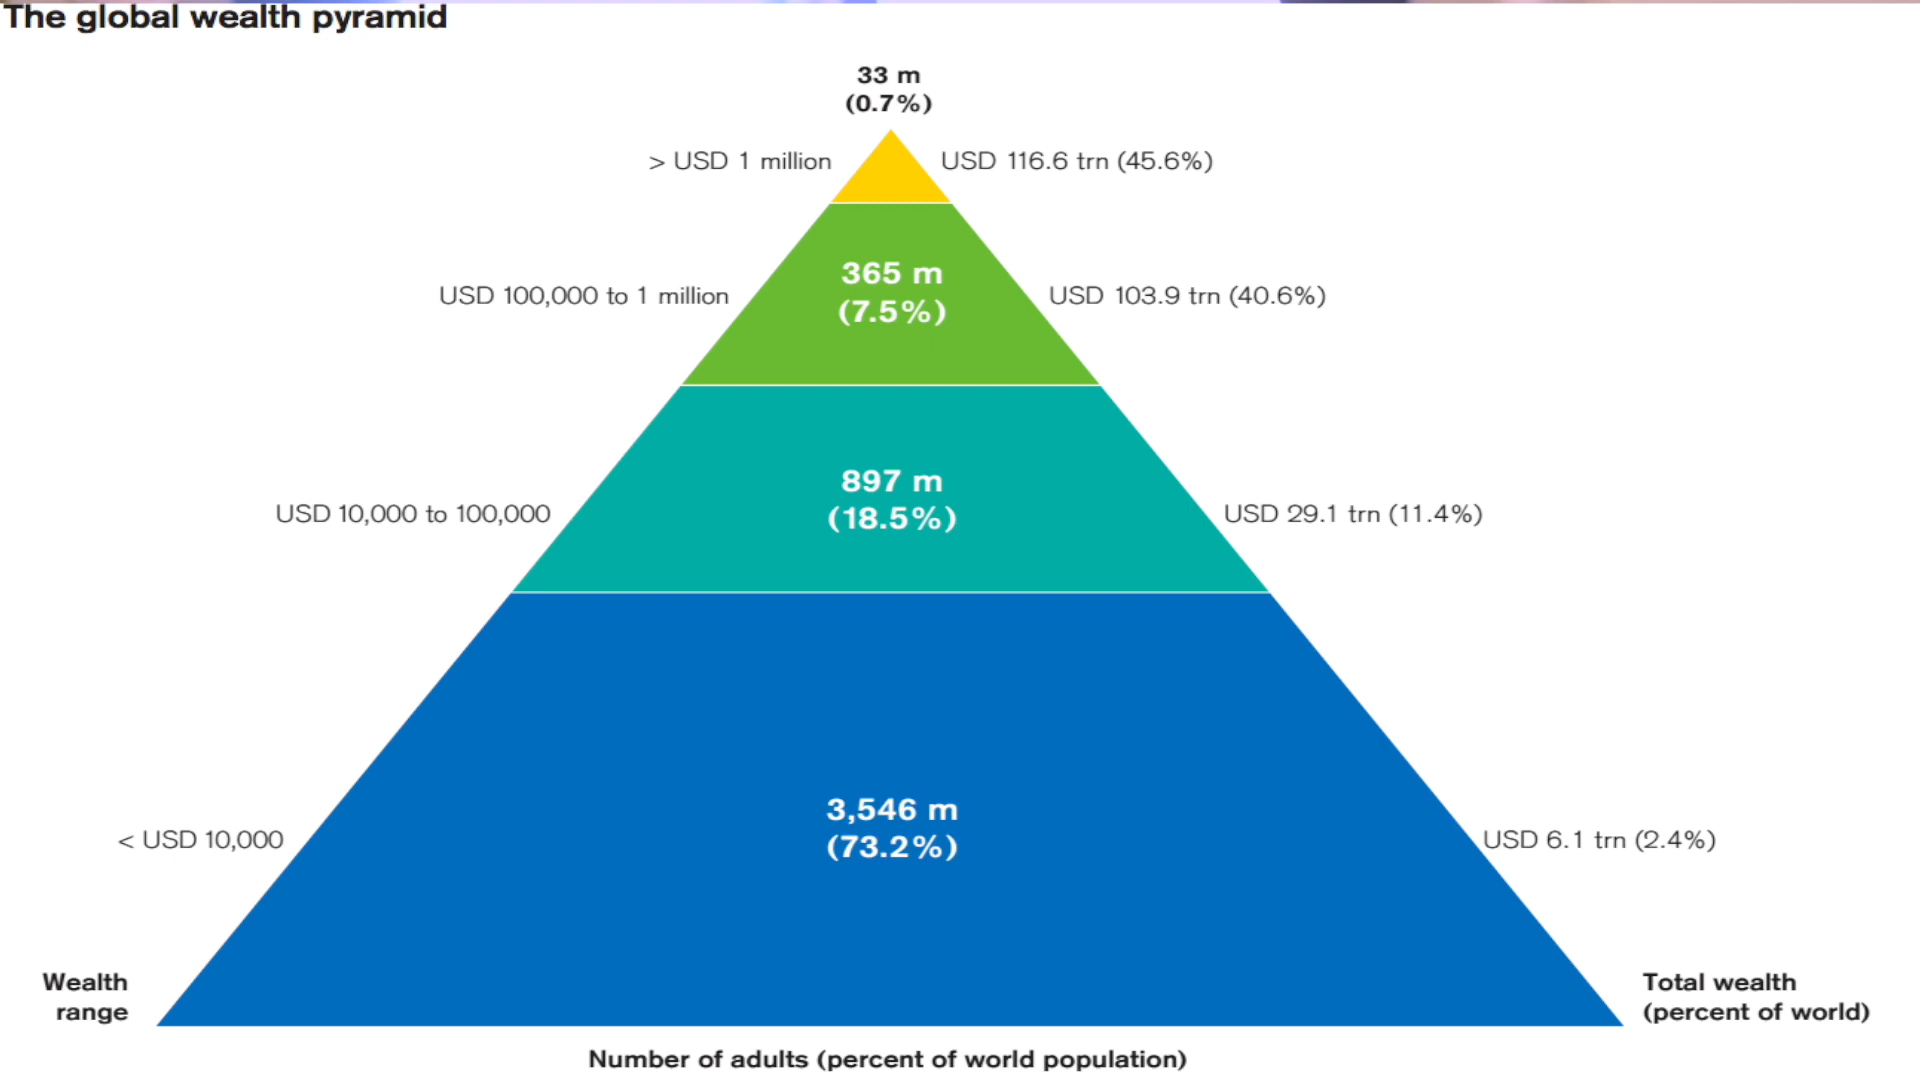 The global wealth pyramid
33 m
(0.7%)
> USD 1 million
USD 116.6 trn (45.6%)
365 m
(7.5%)
USD 100,000 to 1 million
USD 103.9 trn (40.6%)
897 m
(18.5%)
USD 10,000 to 100,000
USD 29.1 trn (11.4%)
3,546 m
(73.2%)
< USD 10,000
USD 6.1 trn (2.4%)
Wealth
range
Total wealth
(percent of world)
Number of adults (percent of world population)